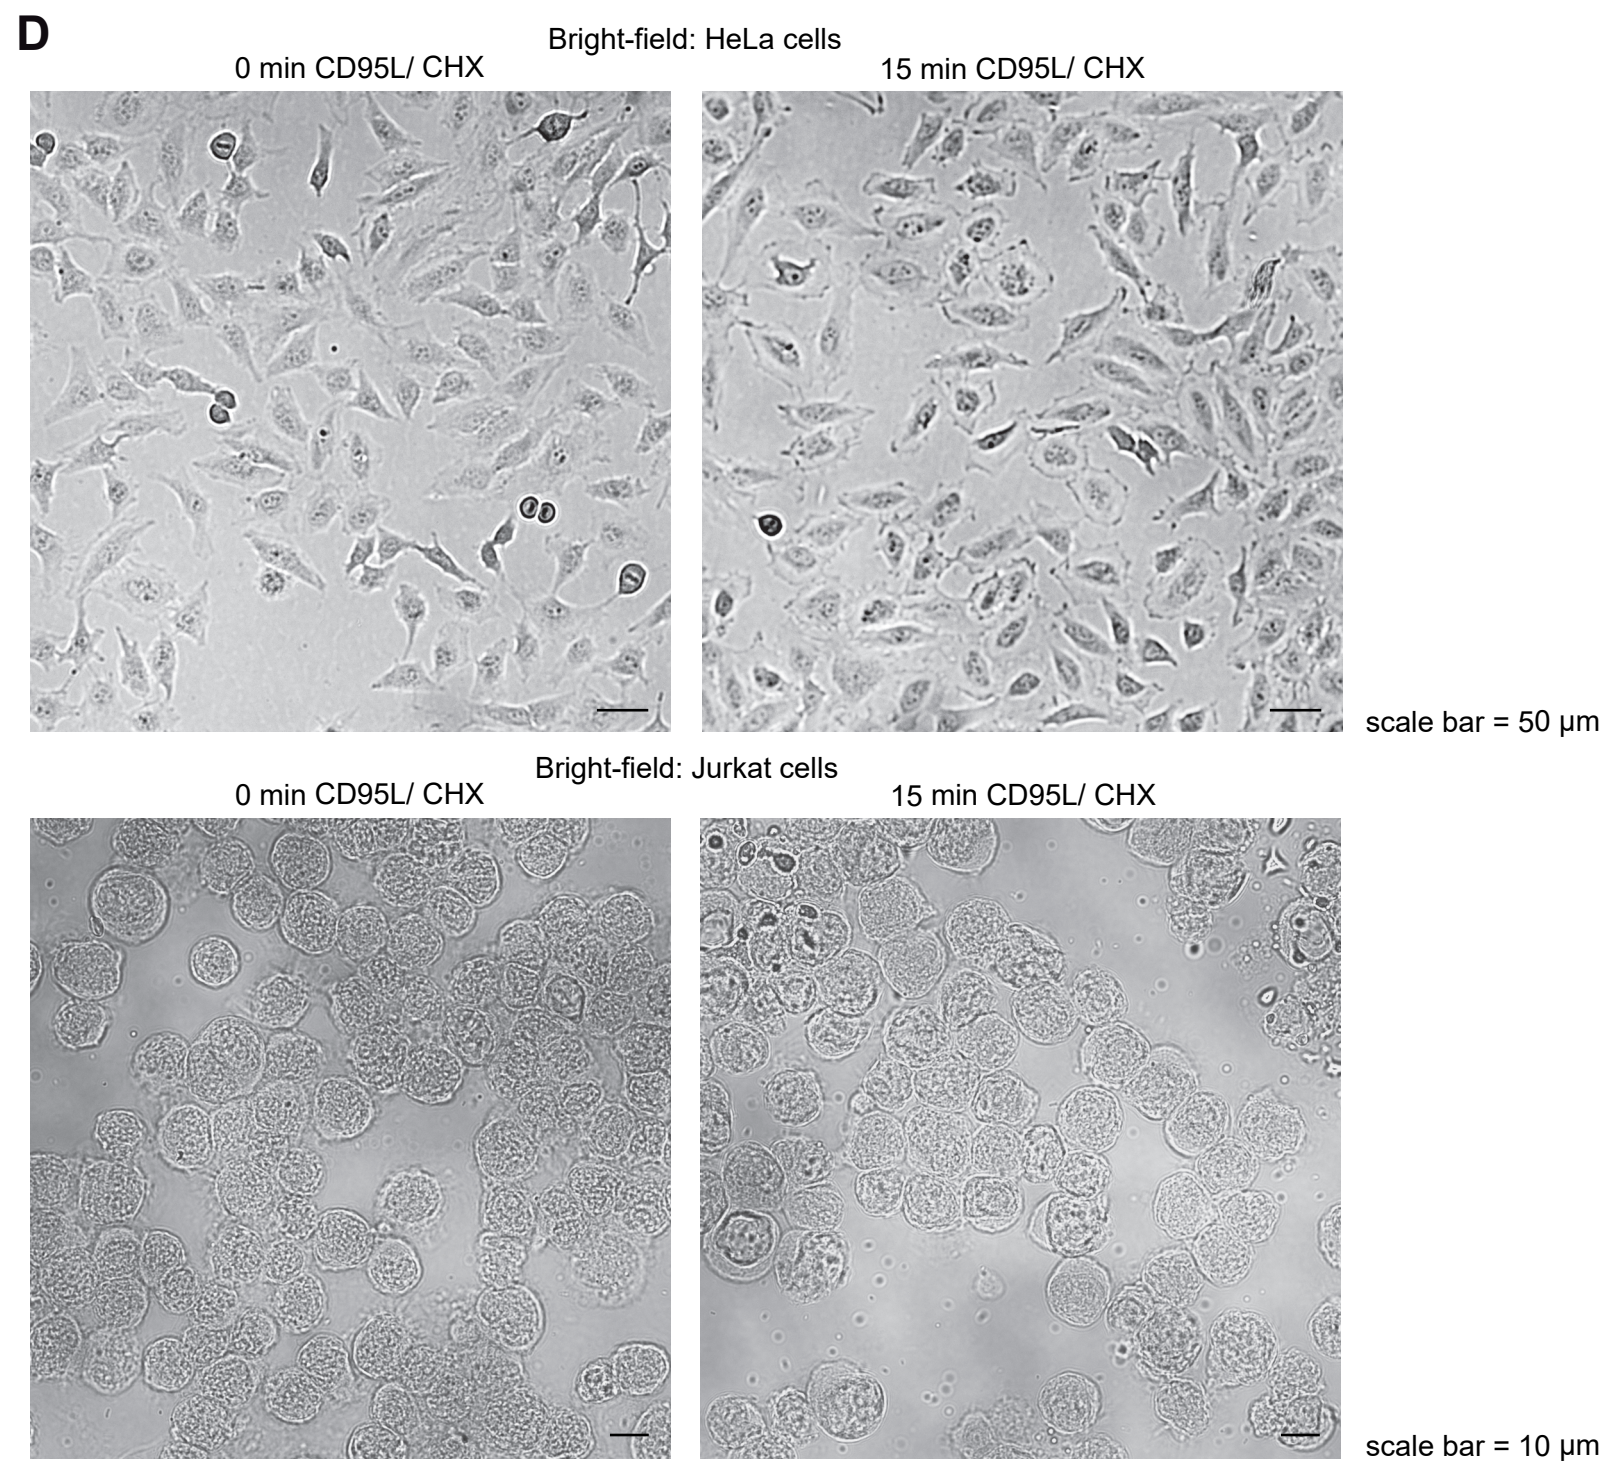 D
Bright-field: HeLa cells
0 min CD95L/ CHX
15 min CD95L/ CHX
scale bar = 50 µm
Bright-field: Jurkat cells
0 min CD95L/ CHX
15 min CD95L/ CHX
scale bar = 10 µm